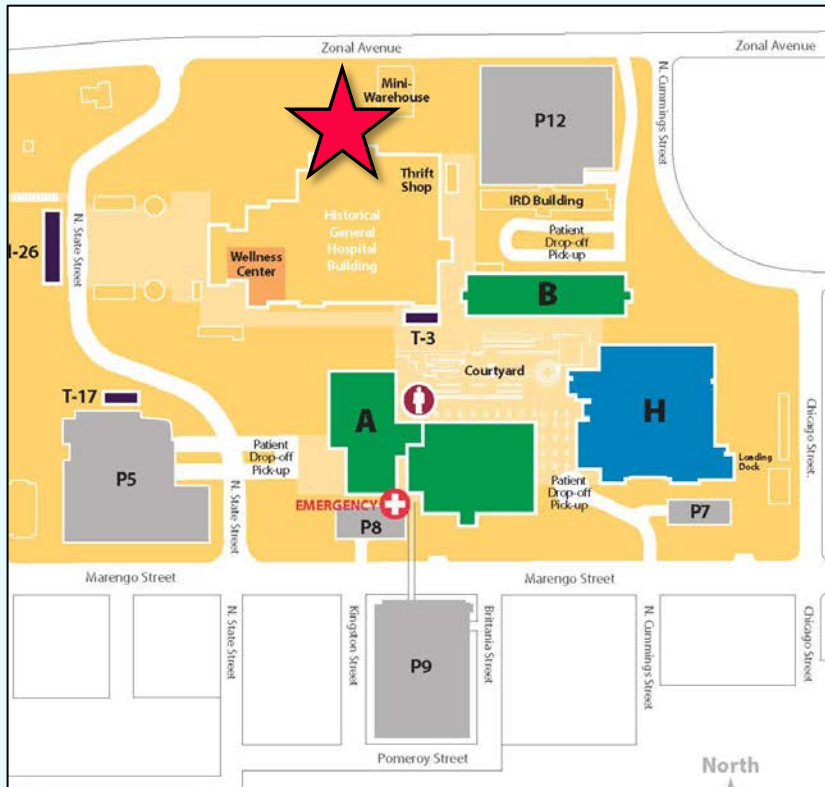 Zonal Avenue
Zonal Avenue
Mini-
Warehouse
N. Cummings Street
P12
Thrift
Shop
IRD Building
Historical
General
Hospital
Building
Wellness
Center
Patient
Drop-off
Pick-up
-26
N. State Street
B
T-3
Courtyard
T-17
A
H
Chicago Street.
P5
Patient
Drop-off
Pick-up
Loading
Dock
Patient
Drop-off
Pick-up
EMERGENCY
P8
P7
N. State Street
Marengo Street
Marengo Street
N. State Street
Kingston Street
Brittania Street
N. Cummings Street
Chicago Street
P9
Pomeroy Street
North